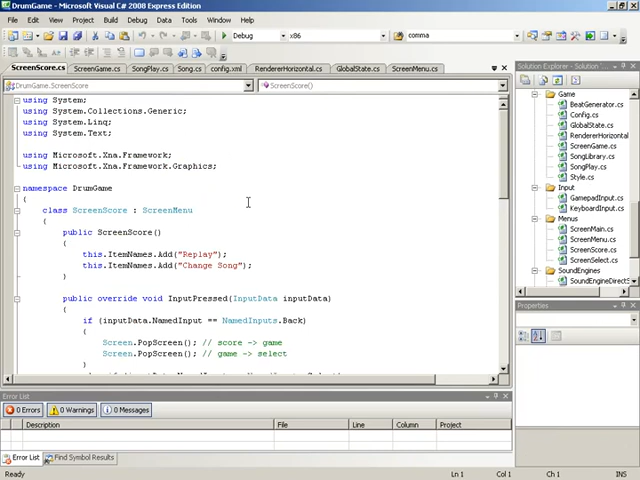 DrumGame - Microsoft Visual C# 2008 Express Edition
File Edit View Project Build Debug Data Tools Window Help
Debug x86 comma
ScreenScore.cs ScreenGame.cs SongPlay.cs Song.cs config.xml RendererHorizontal.cs GlobalState.cs ScreenMenu.cs
DrumGame.ScreenScore ScreenScore()
using System;
using System.Collections.Generic;
using System.Linq;
using System.Text;
using Microsoft.Xna.Framework;
using Microsoft.Xna.Framework.Graphics;
namespace DrumGame
{
class ScreenScore : ScreenMenu
{
public ScreenScore()
{
this.ItemNames.Add("Replay");
this.ItemNames.Add("Change Song");
}
public override void InputPressed(InputData inputData)
{
if (inputData.NamedInput == NamedInputs.Back)
{
Screen.PopScreen(); // score -> game
Screen.PopScreen(); // game -> select
}
Solution Explorer
Game
BeatGenerator.cs
Config.cs
GlobalState.cs
RendererHorizontal
ScreenGame.cs
SongLibrary.cs
SongPlay.cs
Style.cs
Input
GamepadInput.cs
KeyboardInput.cs
Menus
ScreenMain.cs
ScreenMenu.cs
ScreenScore.cs
ScreenSelect.cs
SoundEngines
SoundEngineDirectS
Properties
Error List
0 Errors 0 Warnings 0 Messages
Description File Line Column Project
Error List Find Symbol Results
Ready Ln 1 Col 1 Ch 1 INS